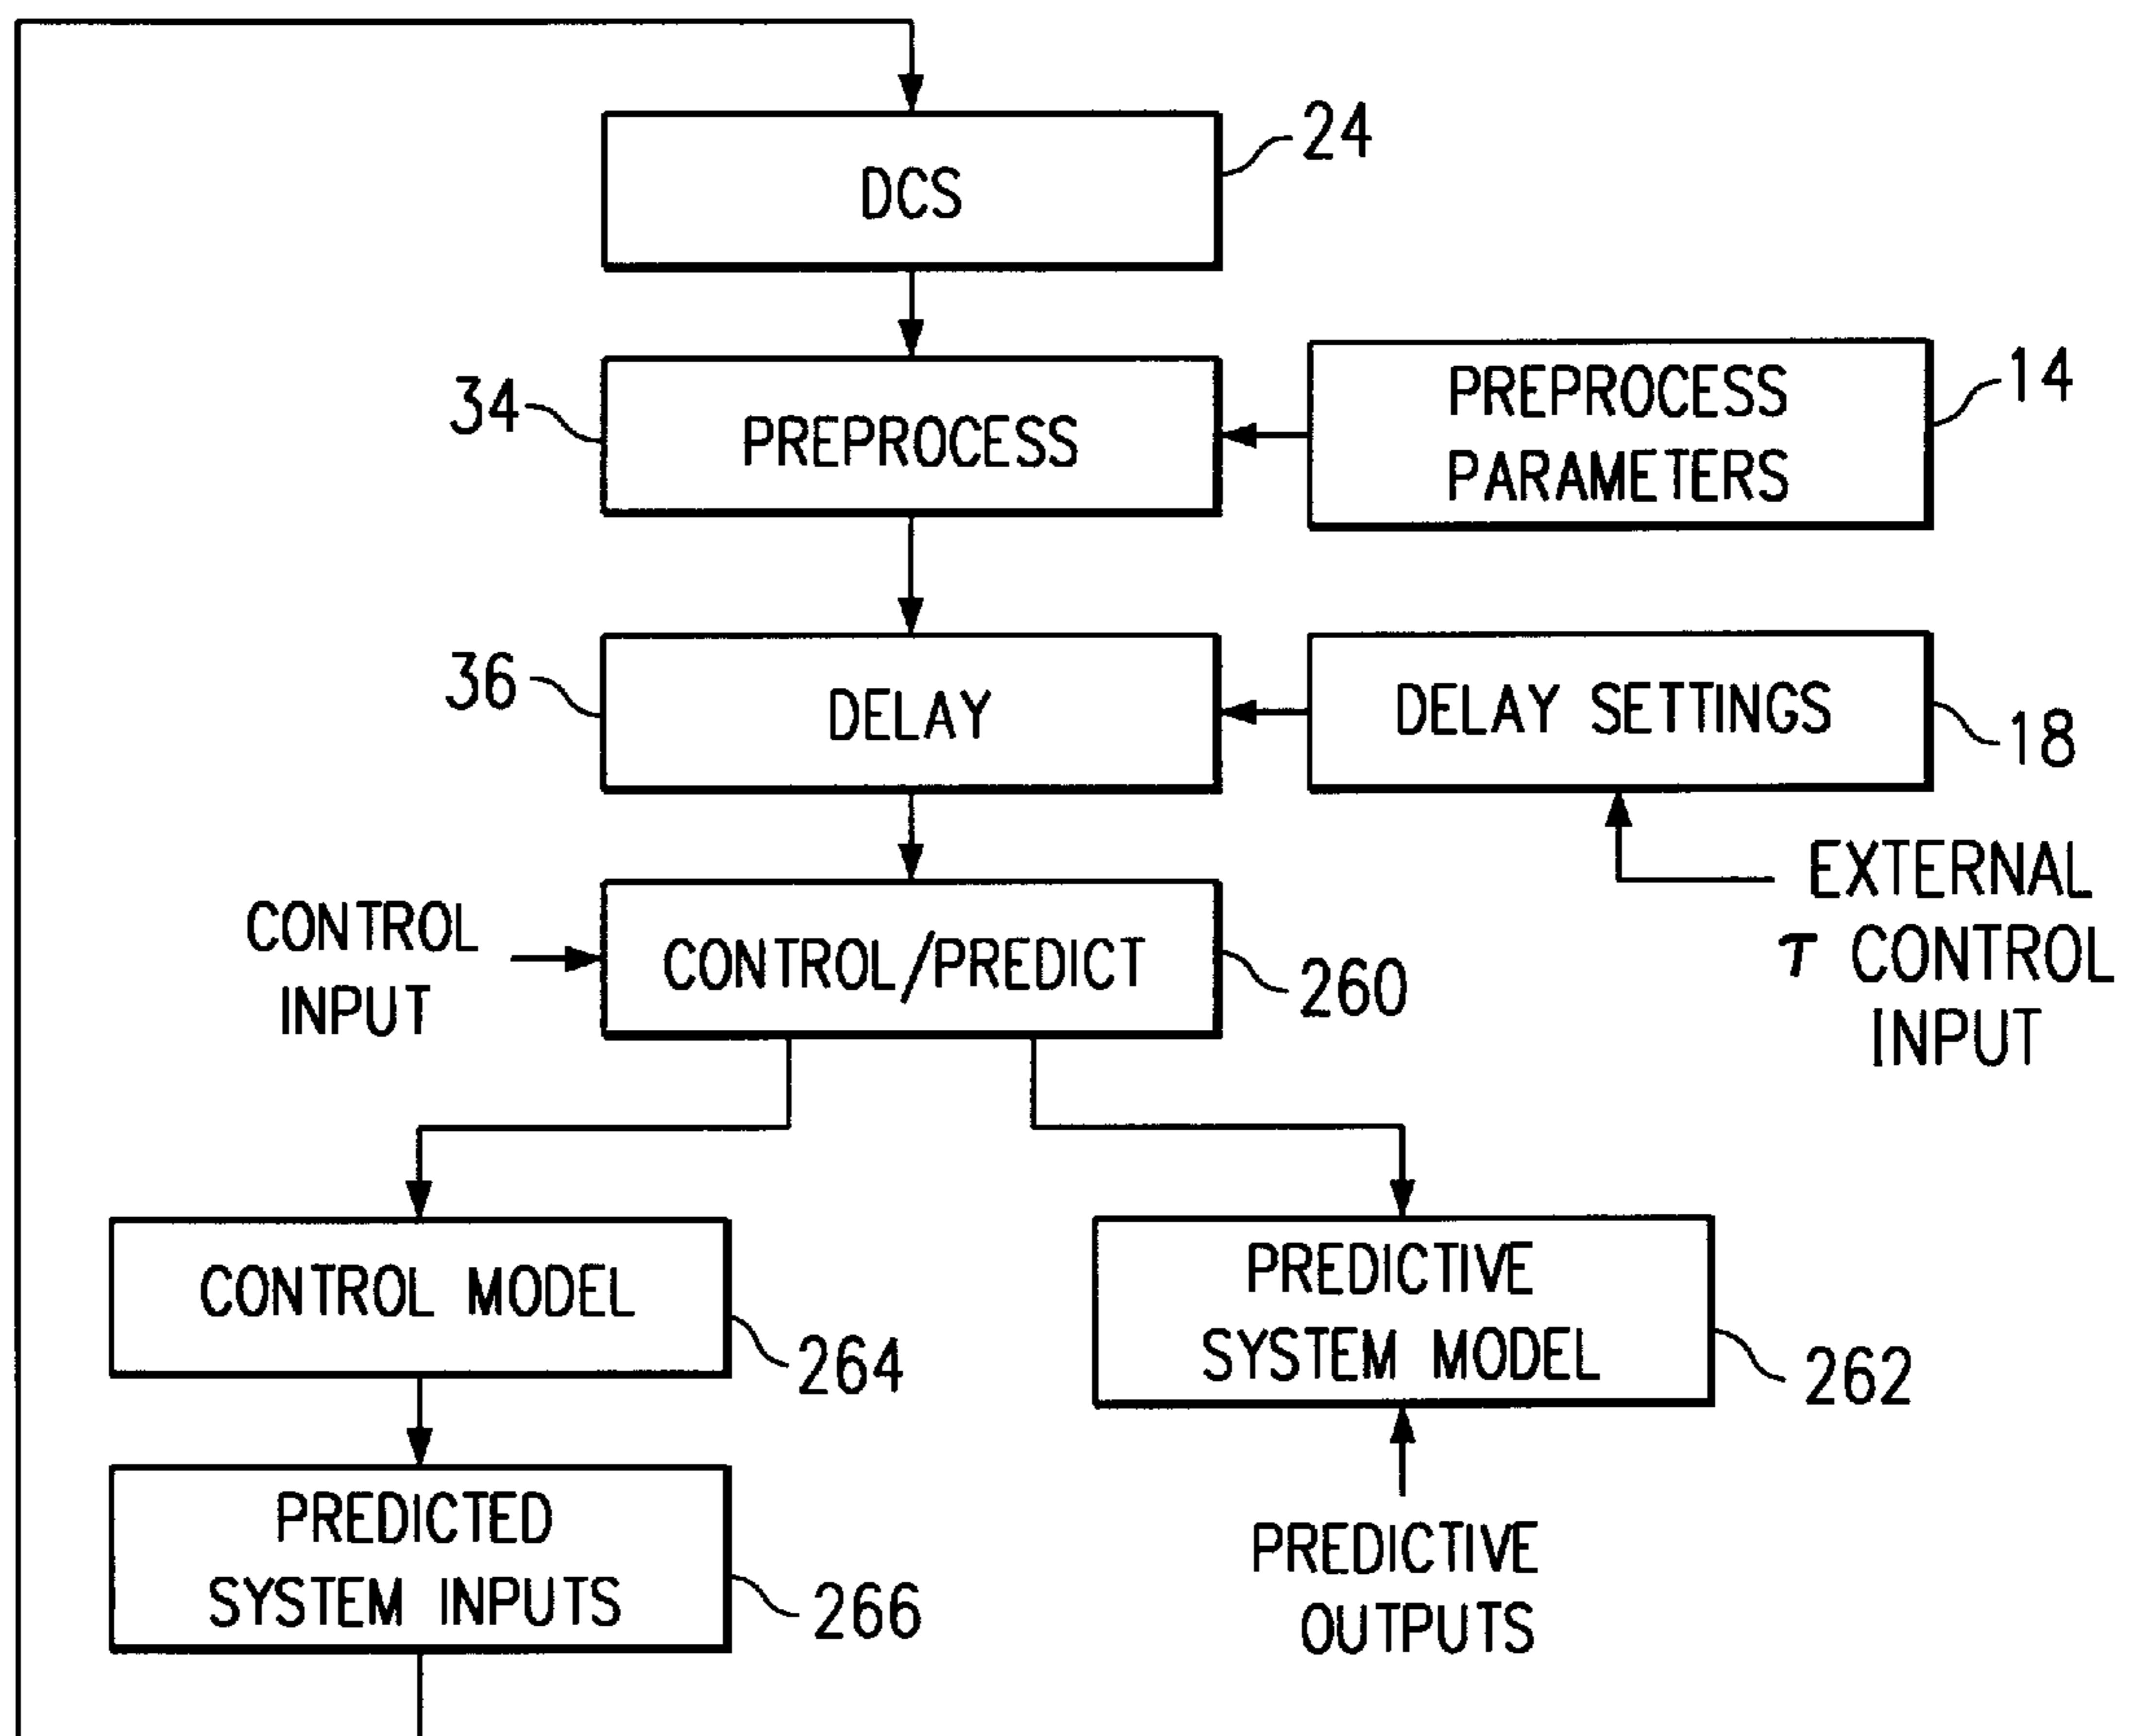 24
DCS
34
PREPROCESS
PREPROCESS
PARAMETERS
14
36
DELAY
DELAY SETTINGS
18
EXTERNAL
τ CONTROL
INPUT
CONTROL
INPUT
CONTROL/PREDICT
260
CONTROL MODEL
264
PREDICTIVE
SYSTEM MODEL
262
PREDICTED
SYSTEM INPUTS
266
PREDICTIVE
OUTPUTS